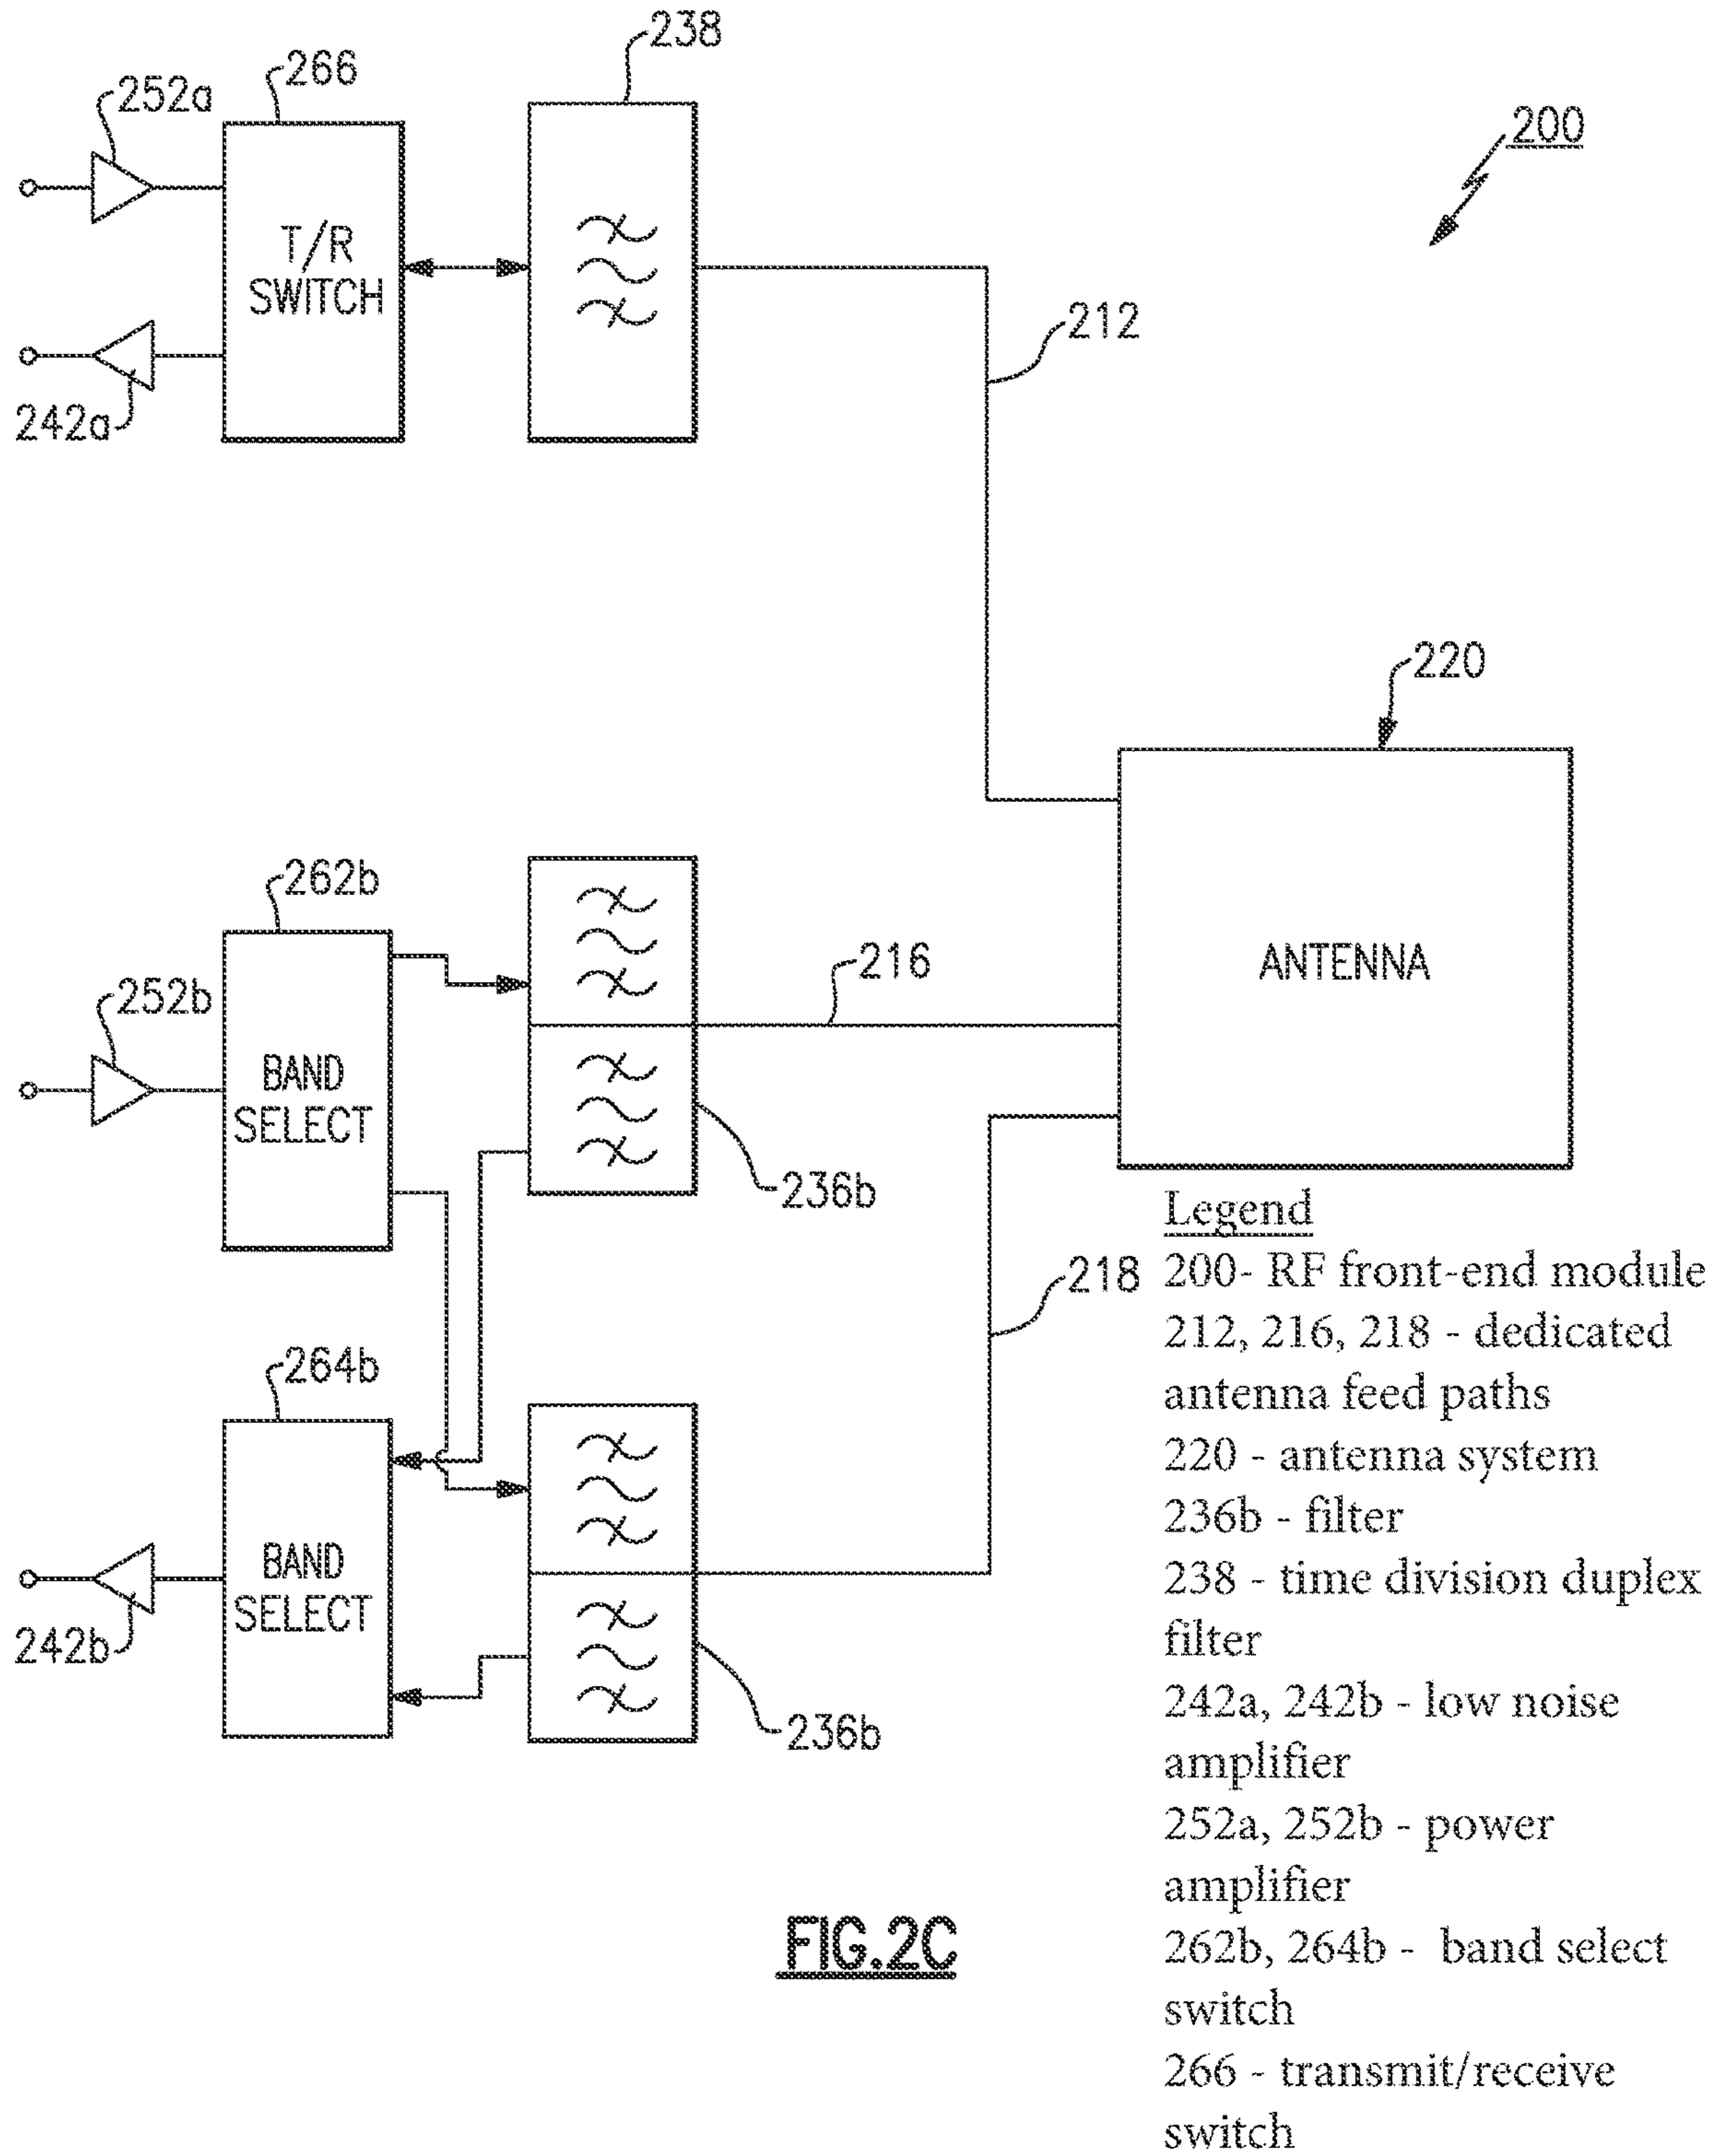 238
266
252a
200
T/R
SWITCH
212
242a
220
262b
216
ANTENNA
252b
BAND
SELECT
236b
Legend
218
200- RF front-end module
212, 216, 218 - dedicated
antenna feed paths
264b
220 - antenna system
236b - filter
BAND
SELECT
238 - time division duplex
filter
242b
242a, 242b - low noise
236b
amplifier
252a, 252b - power
amplifier
FIG.2C
262b, 264b -  band select
switch
266 - transmit/receive
switch